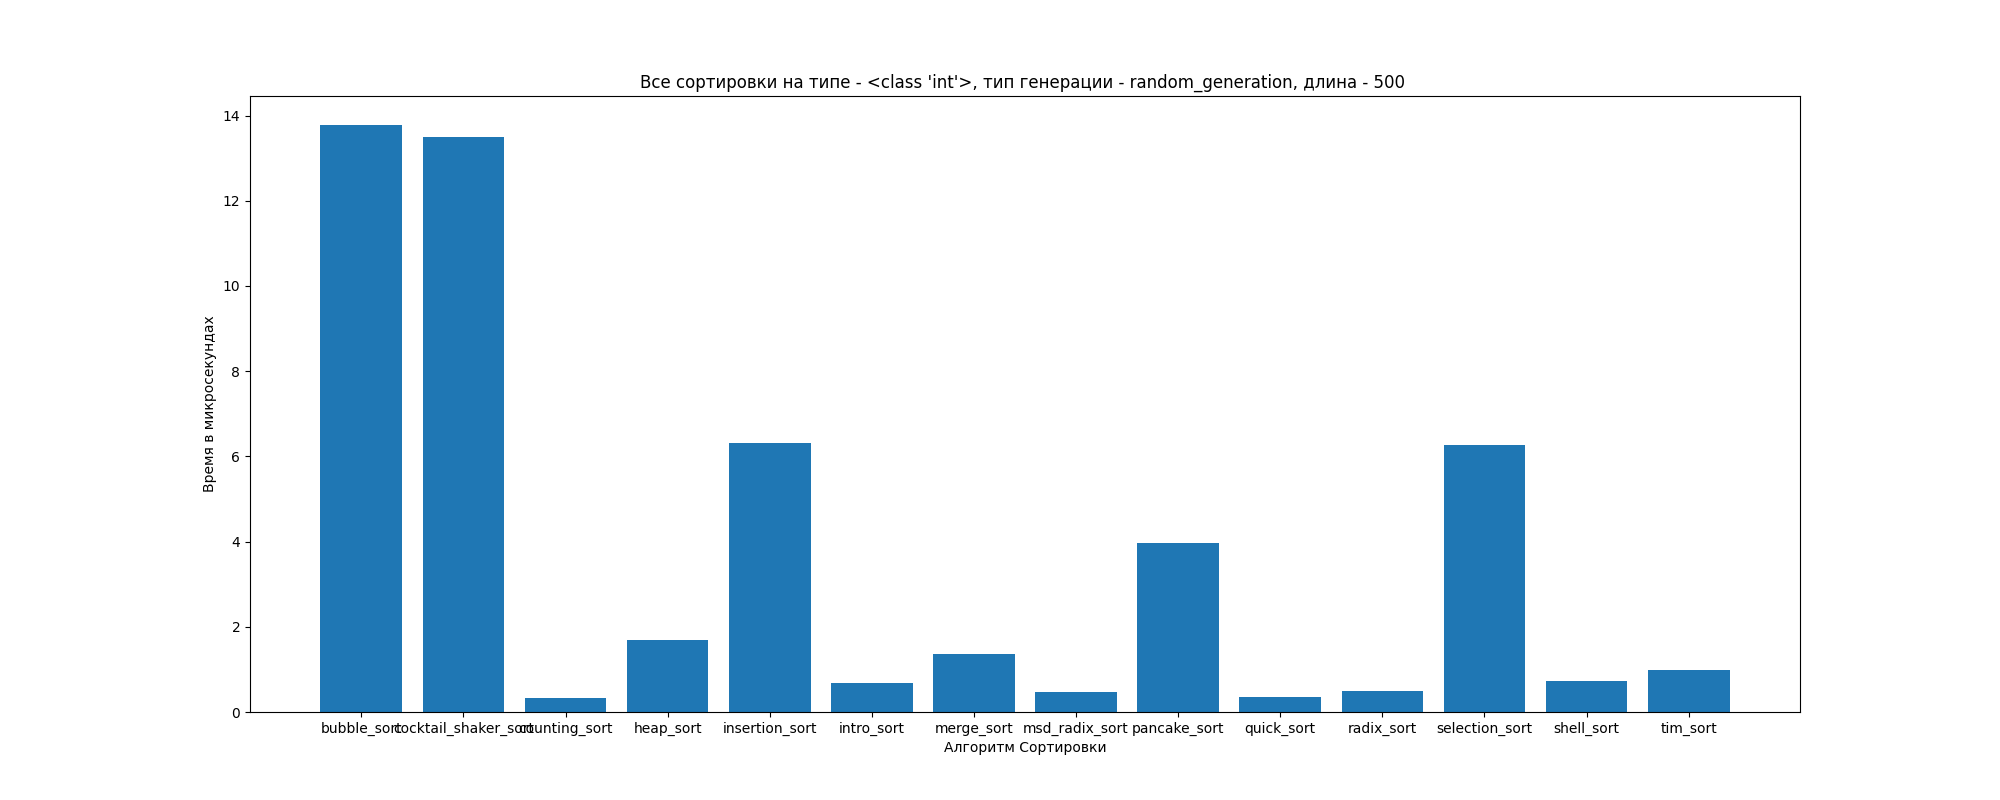 Все сортировки на типе - <class 'int'>, тип генерации - random_generation, длина - 500
14
12
10
8
6
4
2
0
Время в микросекундах
bubble_sort cocktail_shaker_sort counting_sort heap_sort insertion_sort intro_sort merge_sort msd_radix_sort pancake_sort quick_sort radix_sort selection_sort shell_sort tim_sort
Алгоритм Сортировки